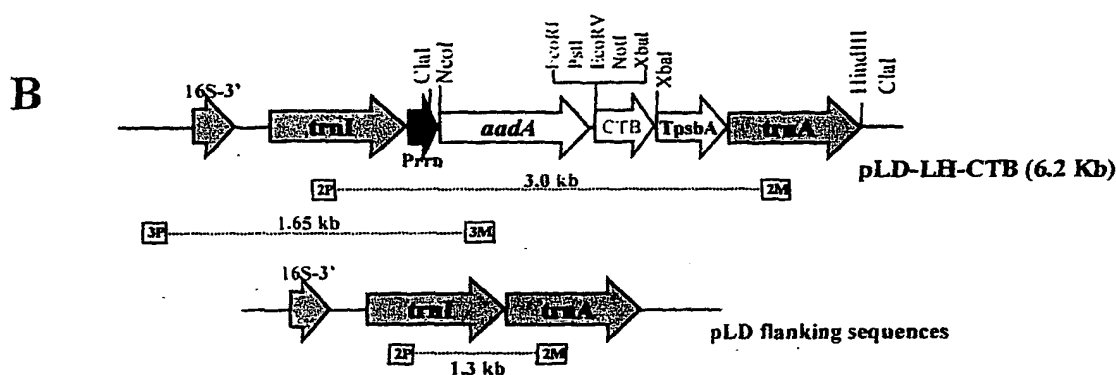 B
EcoRI
PstI
EcoRV
NotI
XbaI
ClaI
NcoI
XbaI
HindIII
ClaI
16S-3'
trnI
Prrn
aadA
CTB
TpsbA
trnA
pLD-LH-CTB (6.2 Kb)
2P
3.0 kb
2M
3P
1.65 kb
3M
16S-3'
trnI
trnA
pLD flanking sequences
2P
1.3 kb
2M